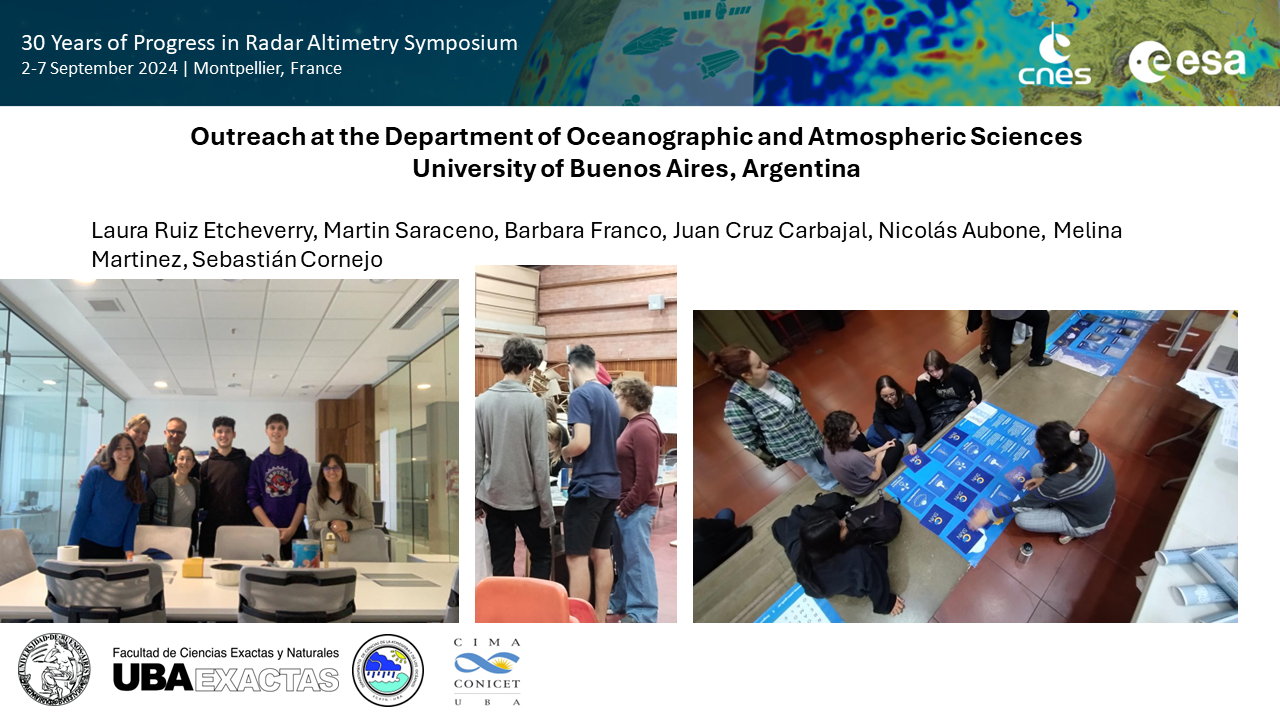 30 Years of Progress in Radar Altimetry Symposium
2-7 September 2024 | Montpellier, France
cnes
esa
Outreach at the Department of Oceanographic and Atmospheric Sciences
University of Buenos Aires, Argentina
Laura Ruiz Etcheverry, Martin Saraceno, Barbara Franco, Juan Cruz Carbajal, Nicolás Aubone, Melina
Martinez, Sebastián Cornejo
Facultad de Ciencias Exactas y Naturales
UBAEXACTAS
CIMA
CONICET
UBA